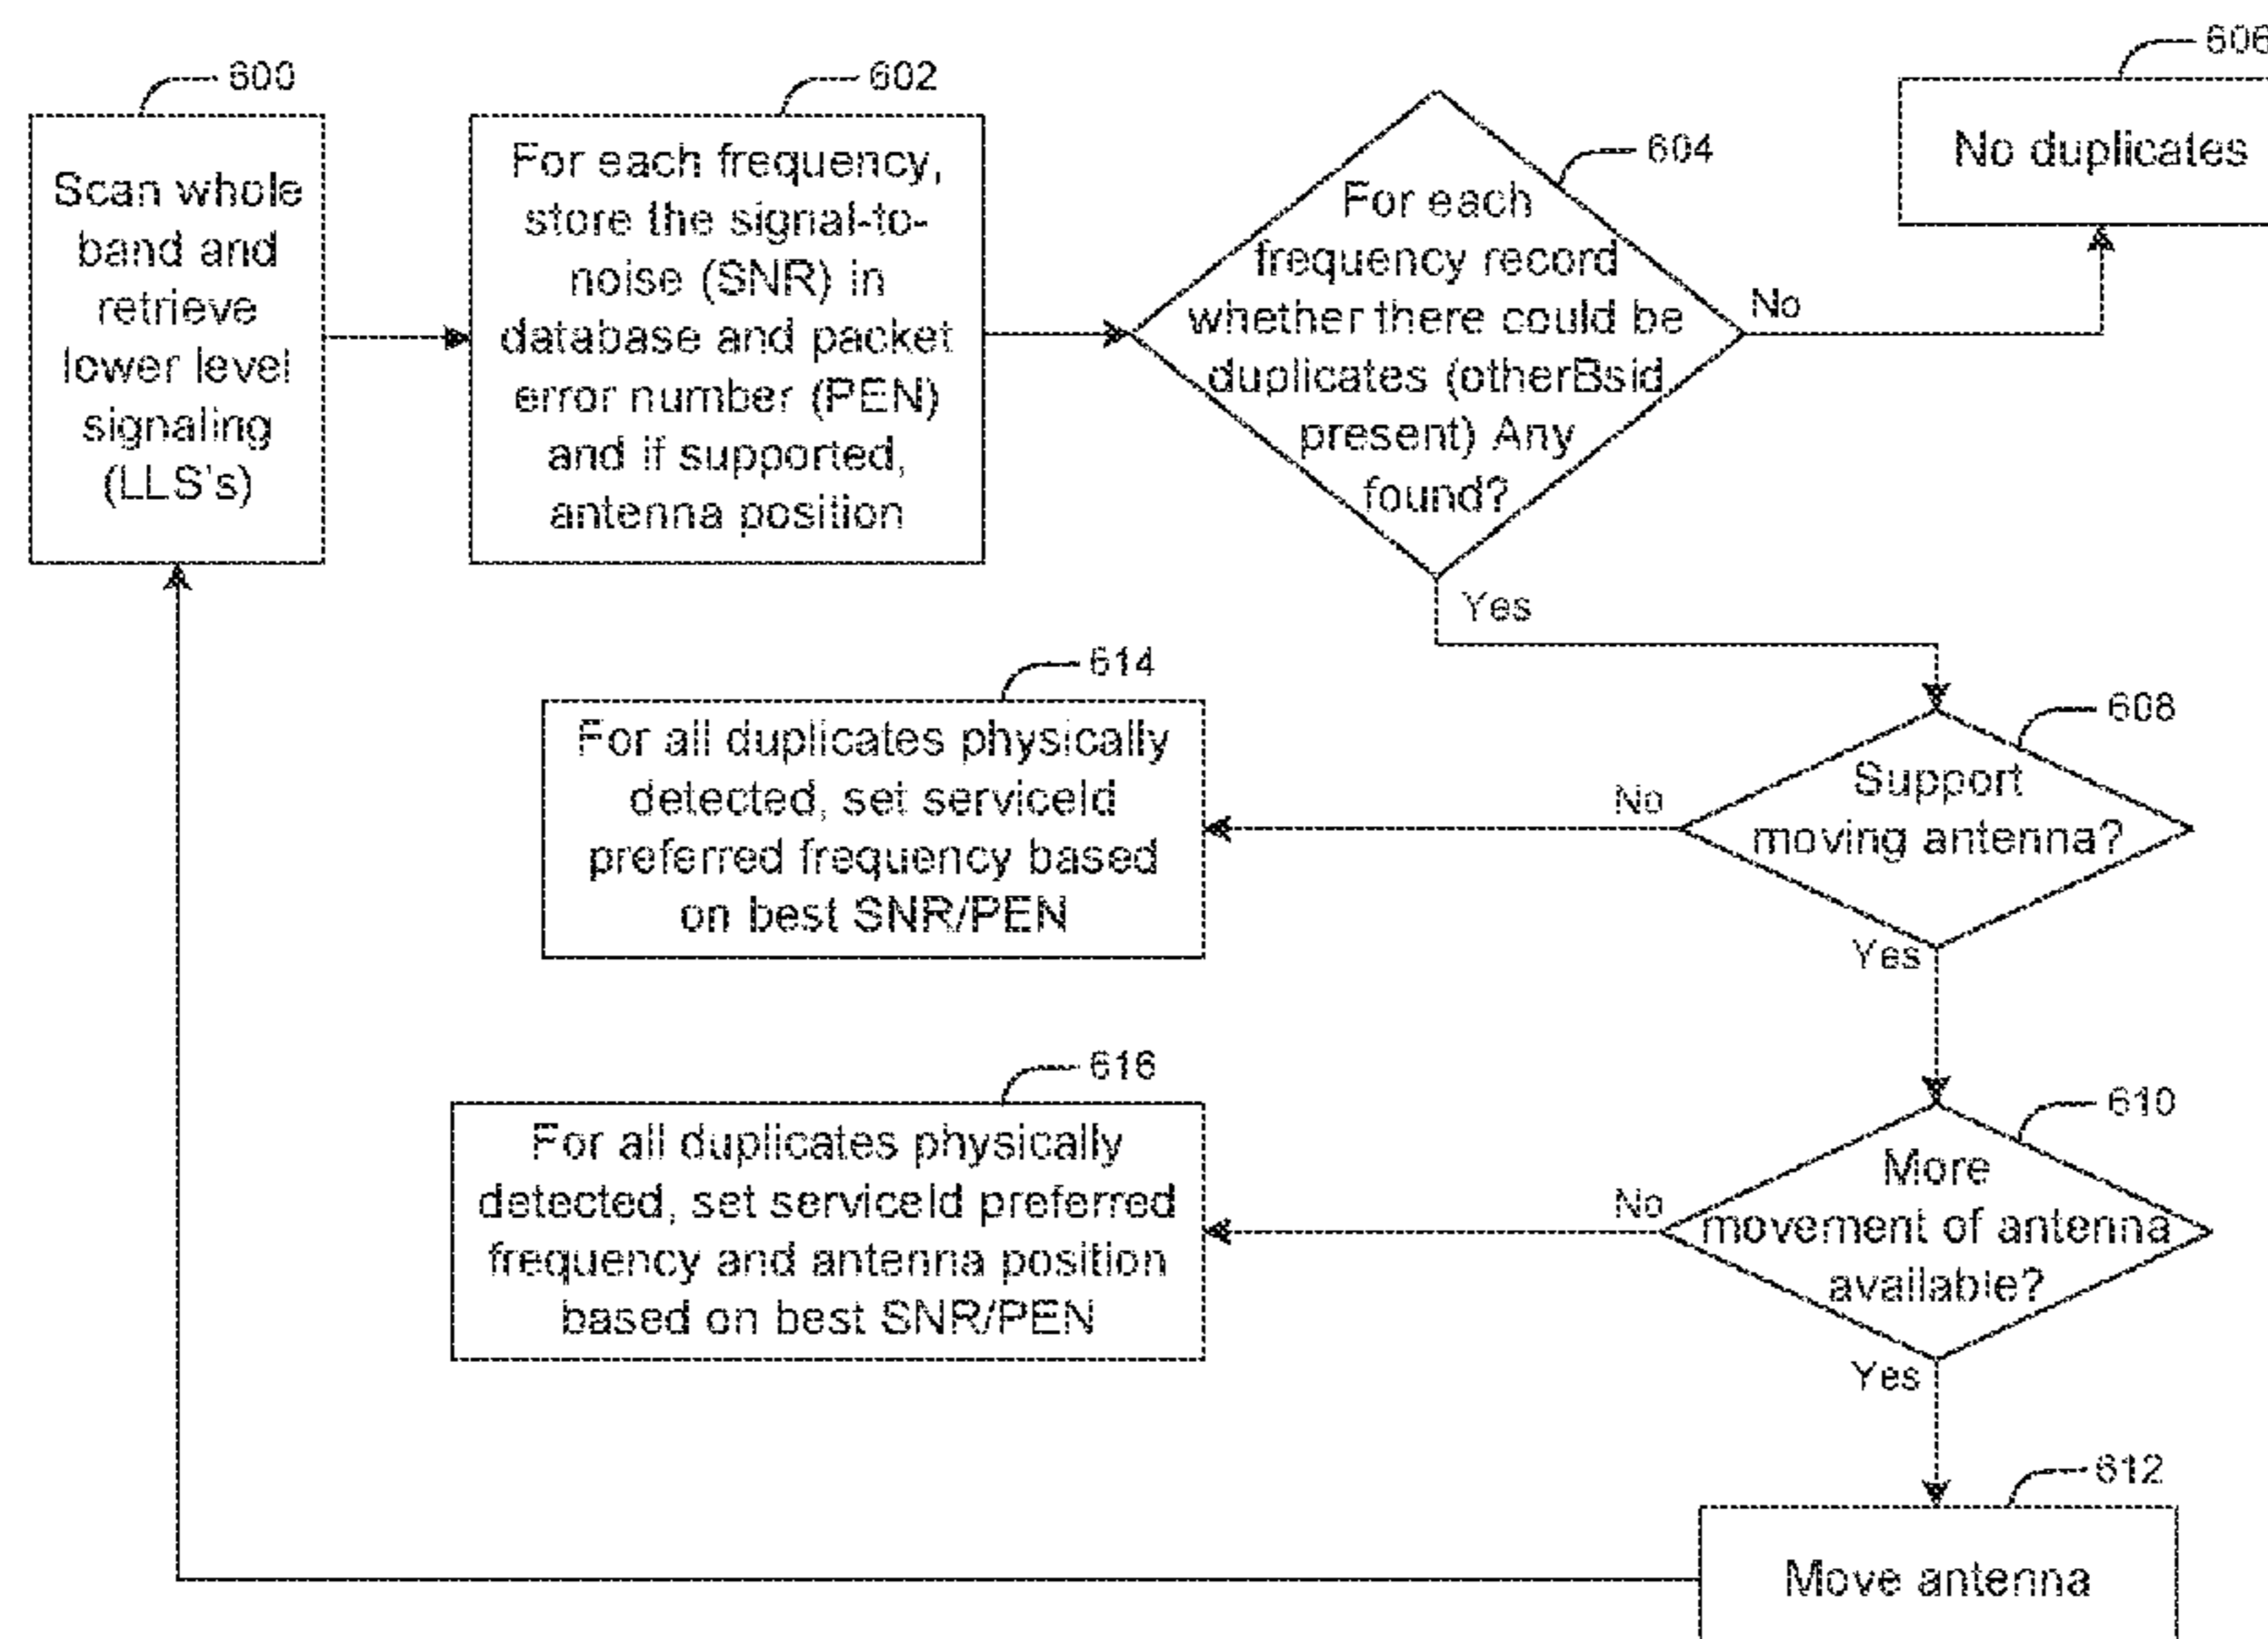 600
Scan whole
band and
retrieve
lower level
signaling
(LLS's)
602
For each frequency,
store the signal-to-
noise (SNR) in
database and packet
error number (PEN)
and if supported,
antenna position
604
For each
frequency record
whether there could be
duplicates (otherBsid
present) Any
found?
No
606
No duplicates
Yes
608
Support
moving antenna?
No
614
For all duplicates physically
detected, set serviceId
preferred frequency based
on best SNR/PEN
Yes
610
More
movement of antenna
available?
No
616
For all duplicates physically
detected, set serviceId preferred
frequency and antenna position
based on best SNR/PEN
Yes
612
Move antenna